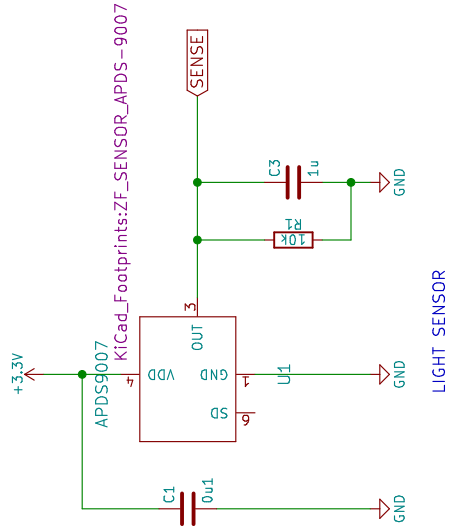 KiCad_Footprints:ZF_SENSOR_APDS-9007
SENSE
C3
1u
GND
R1
10k
3
OUT
+3.3V
APDS9007
4
VDD
GND
1
U1
GND
SD
6
LIGHT SENSOR
C1
0u1
GND